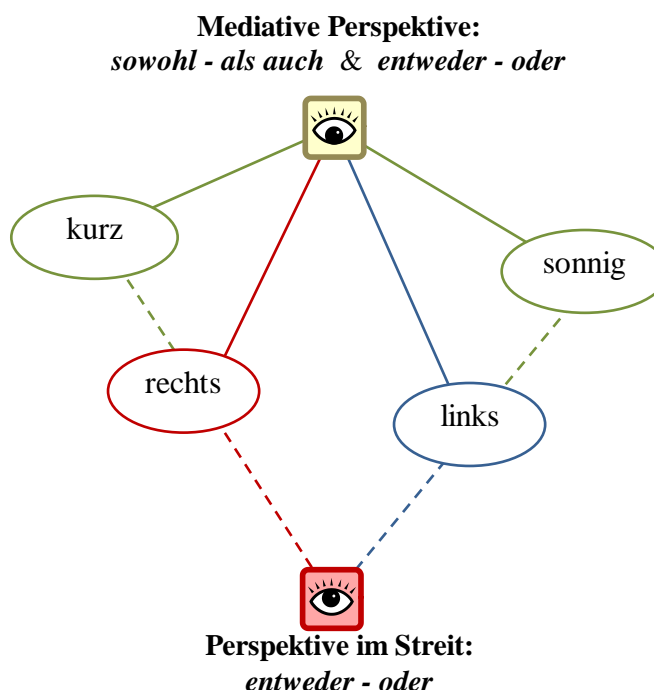 Mediative Perspektive:
sowohl - als auch & entweder - oder
kurz
sonnig
rechts
links
Perspektive im Streit:
entweder - oder